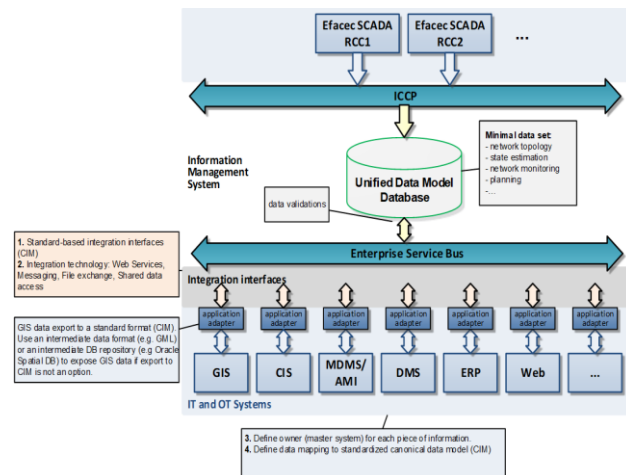 Efacec SCADA
RCC1
Efacec SCADA
RCC2
...
ICCP
Information
Management
System
Unified Data Model
Database
Minimal data set:
- network topology
- state estimation
- network monitoring
- planning
-...
data validations
1. Standard-based integration interfaces
(CIM)
2. Integration technology: Web Services,
Messaging, File exchange, Shared data
access
Enterprise Service Bus
Integration interfaces
application
adapter
application
adapter
application
adapter
application
adapter
application
adapter
application
adapter
application
adapter
GIS data export to a standard format (CIM).
Use an intermediate data format (e.g. GML)
or an intermediate DB repository (e.g Oracle
Spatial DB) to expose GIS data if export to
CIM is not an option.
GIS
CIS
MDMS/
AMI
DMS
ERP
Web
...
IT and OT Systems
3. Define owner (master system) for each piece of information.
4. Define data mapping to standardized canonical data model (CIM)